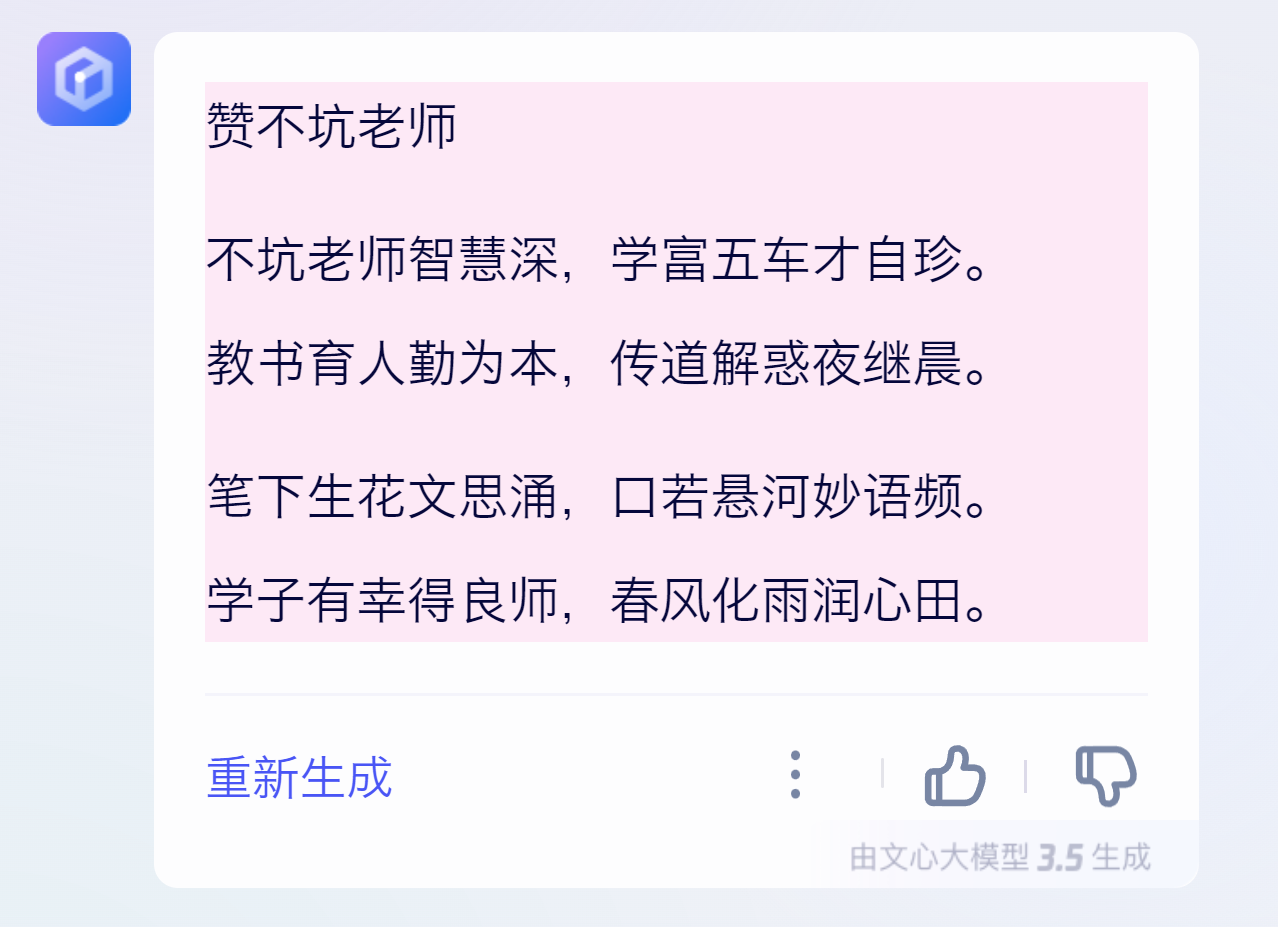 赞不坑老师
不坑老师智慧深，学富五车才自珍。
教书育人勤为本，传道解惑夜继晨。
笔下生花文思涌，口若悬河妙语频。
学子有幸得良师，春风化雨润心田。
重新生成
由文心大模型 3.5 生成